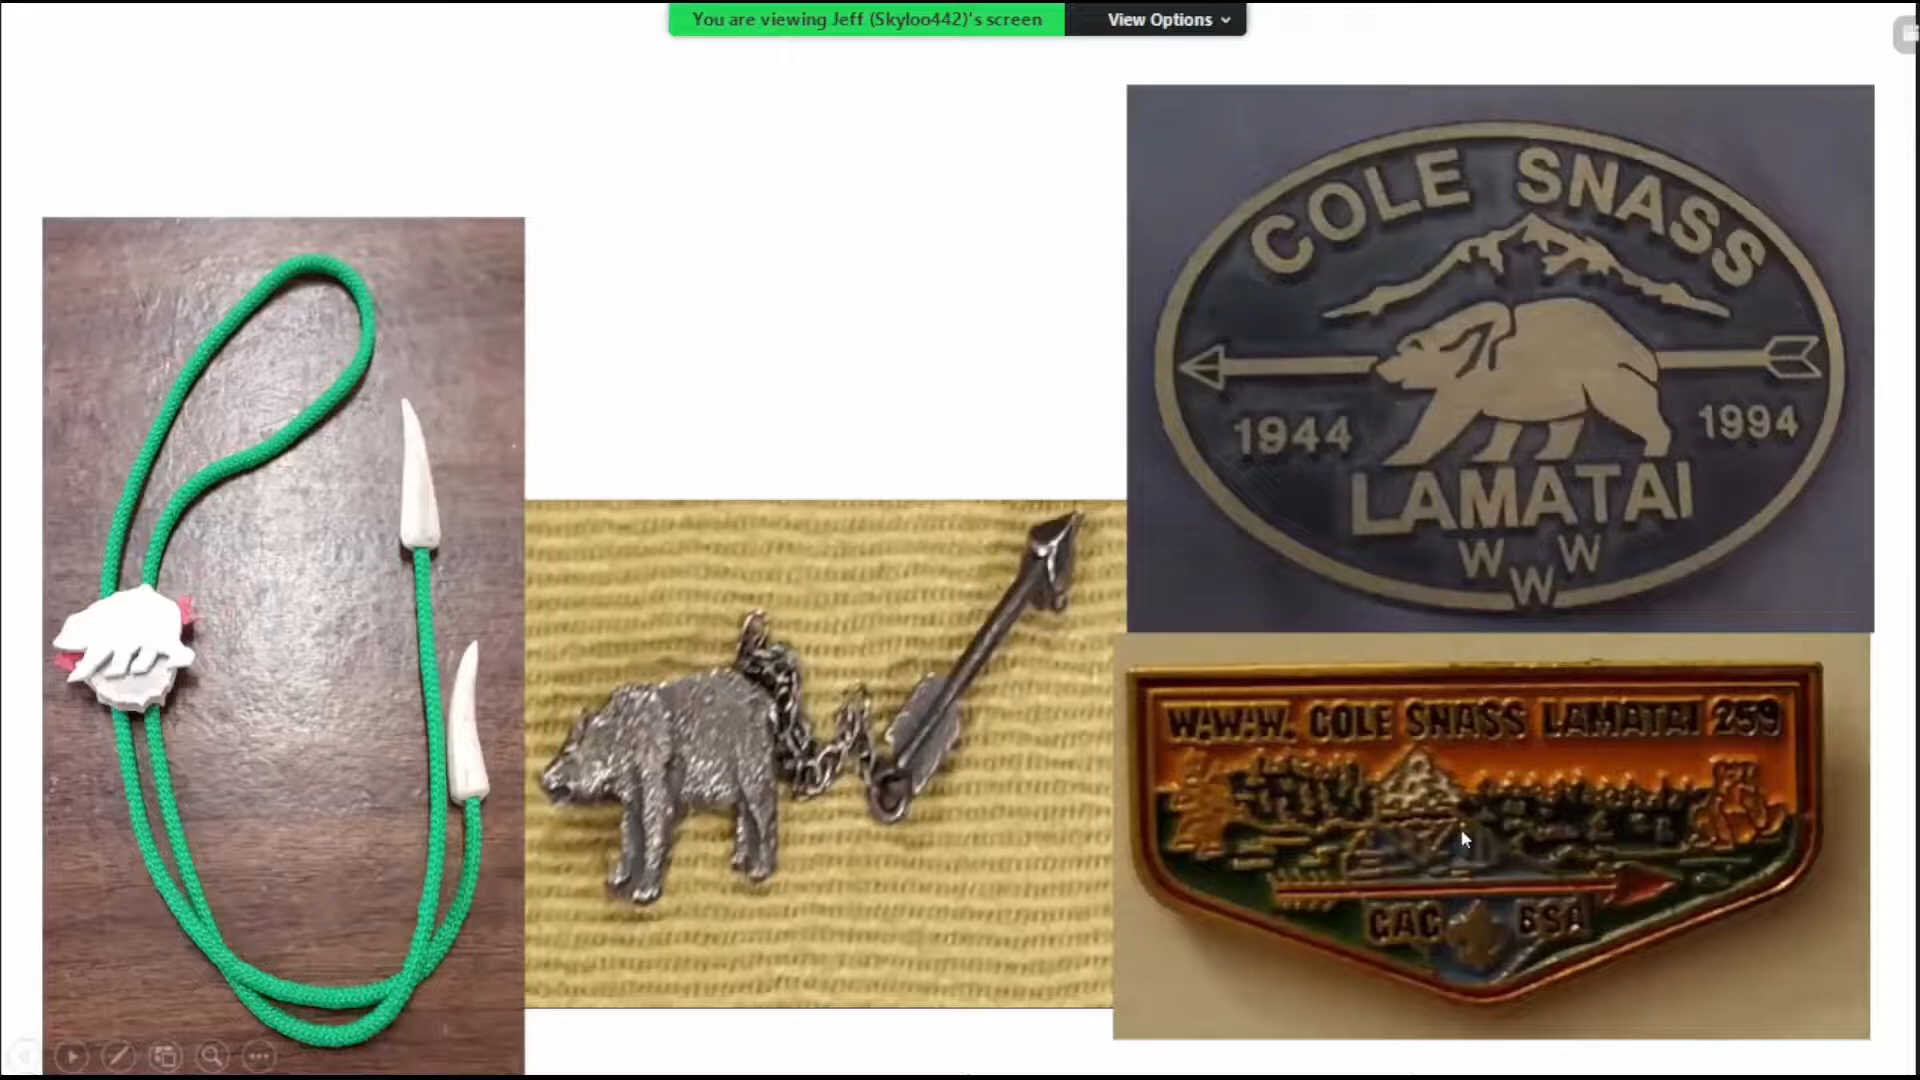 You are viewing Jeff (Skyloo442)'s screen
View Options
COLE SNASS
1944
1994
LAMATAI
W W W
W.W.W. COLE SNASS LAMATAI 259
CAC BSA